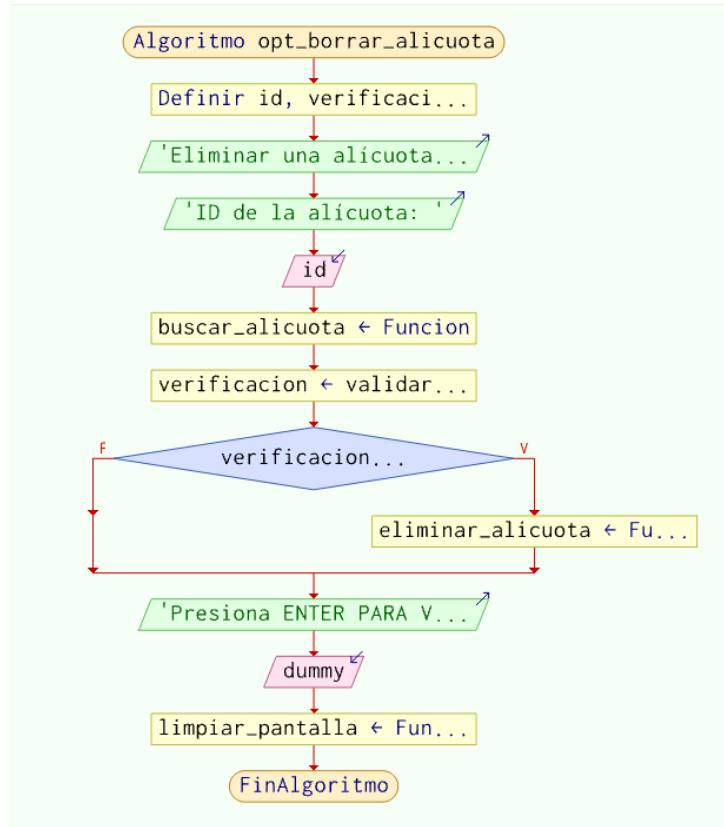 Algoritmo opt_borrar_alicuota
Definir id, verificaci...
'Eliminar una alícuota...
'ID de la alícuota: '
id
buscar_alicuota ← Funcion
verificacion ← validar...
F
verificacion...
V
eliminar_alicuota ← Fu...
'Presiona ENTER PARA V...
dummy
limpiar_pantalla ← Fun...
FinAlgoritmo